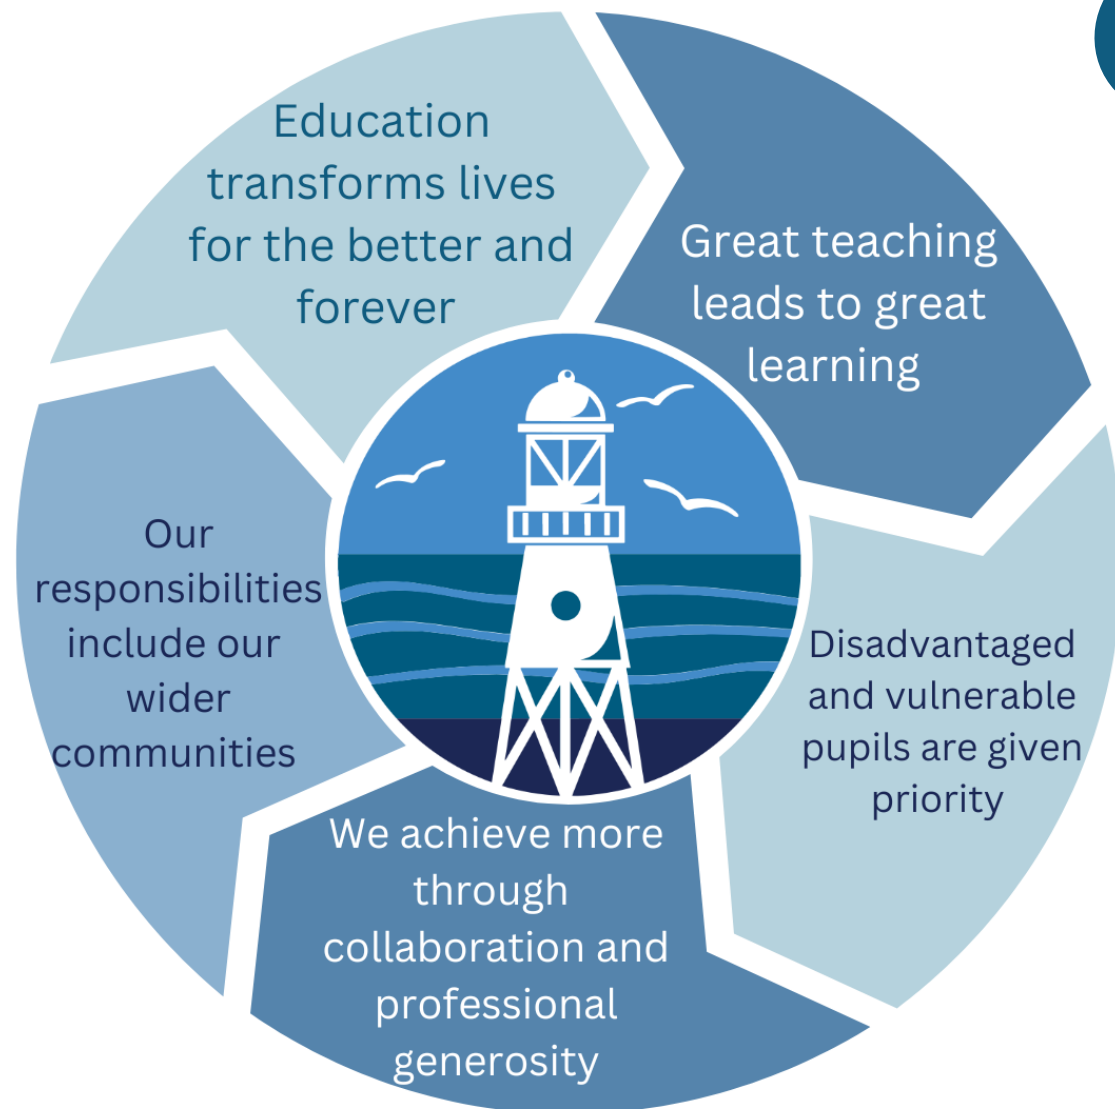 Education
transforms lives
for the better and
forever
Great teaching
leads to great
learning
Disadvantaged
and vulnerable
pupils are given
priority
We achieve more
through
collaboration and
professional
generosity
Our
responsibilities
include our
wider
communities